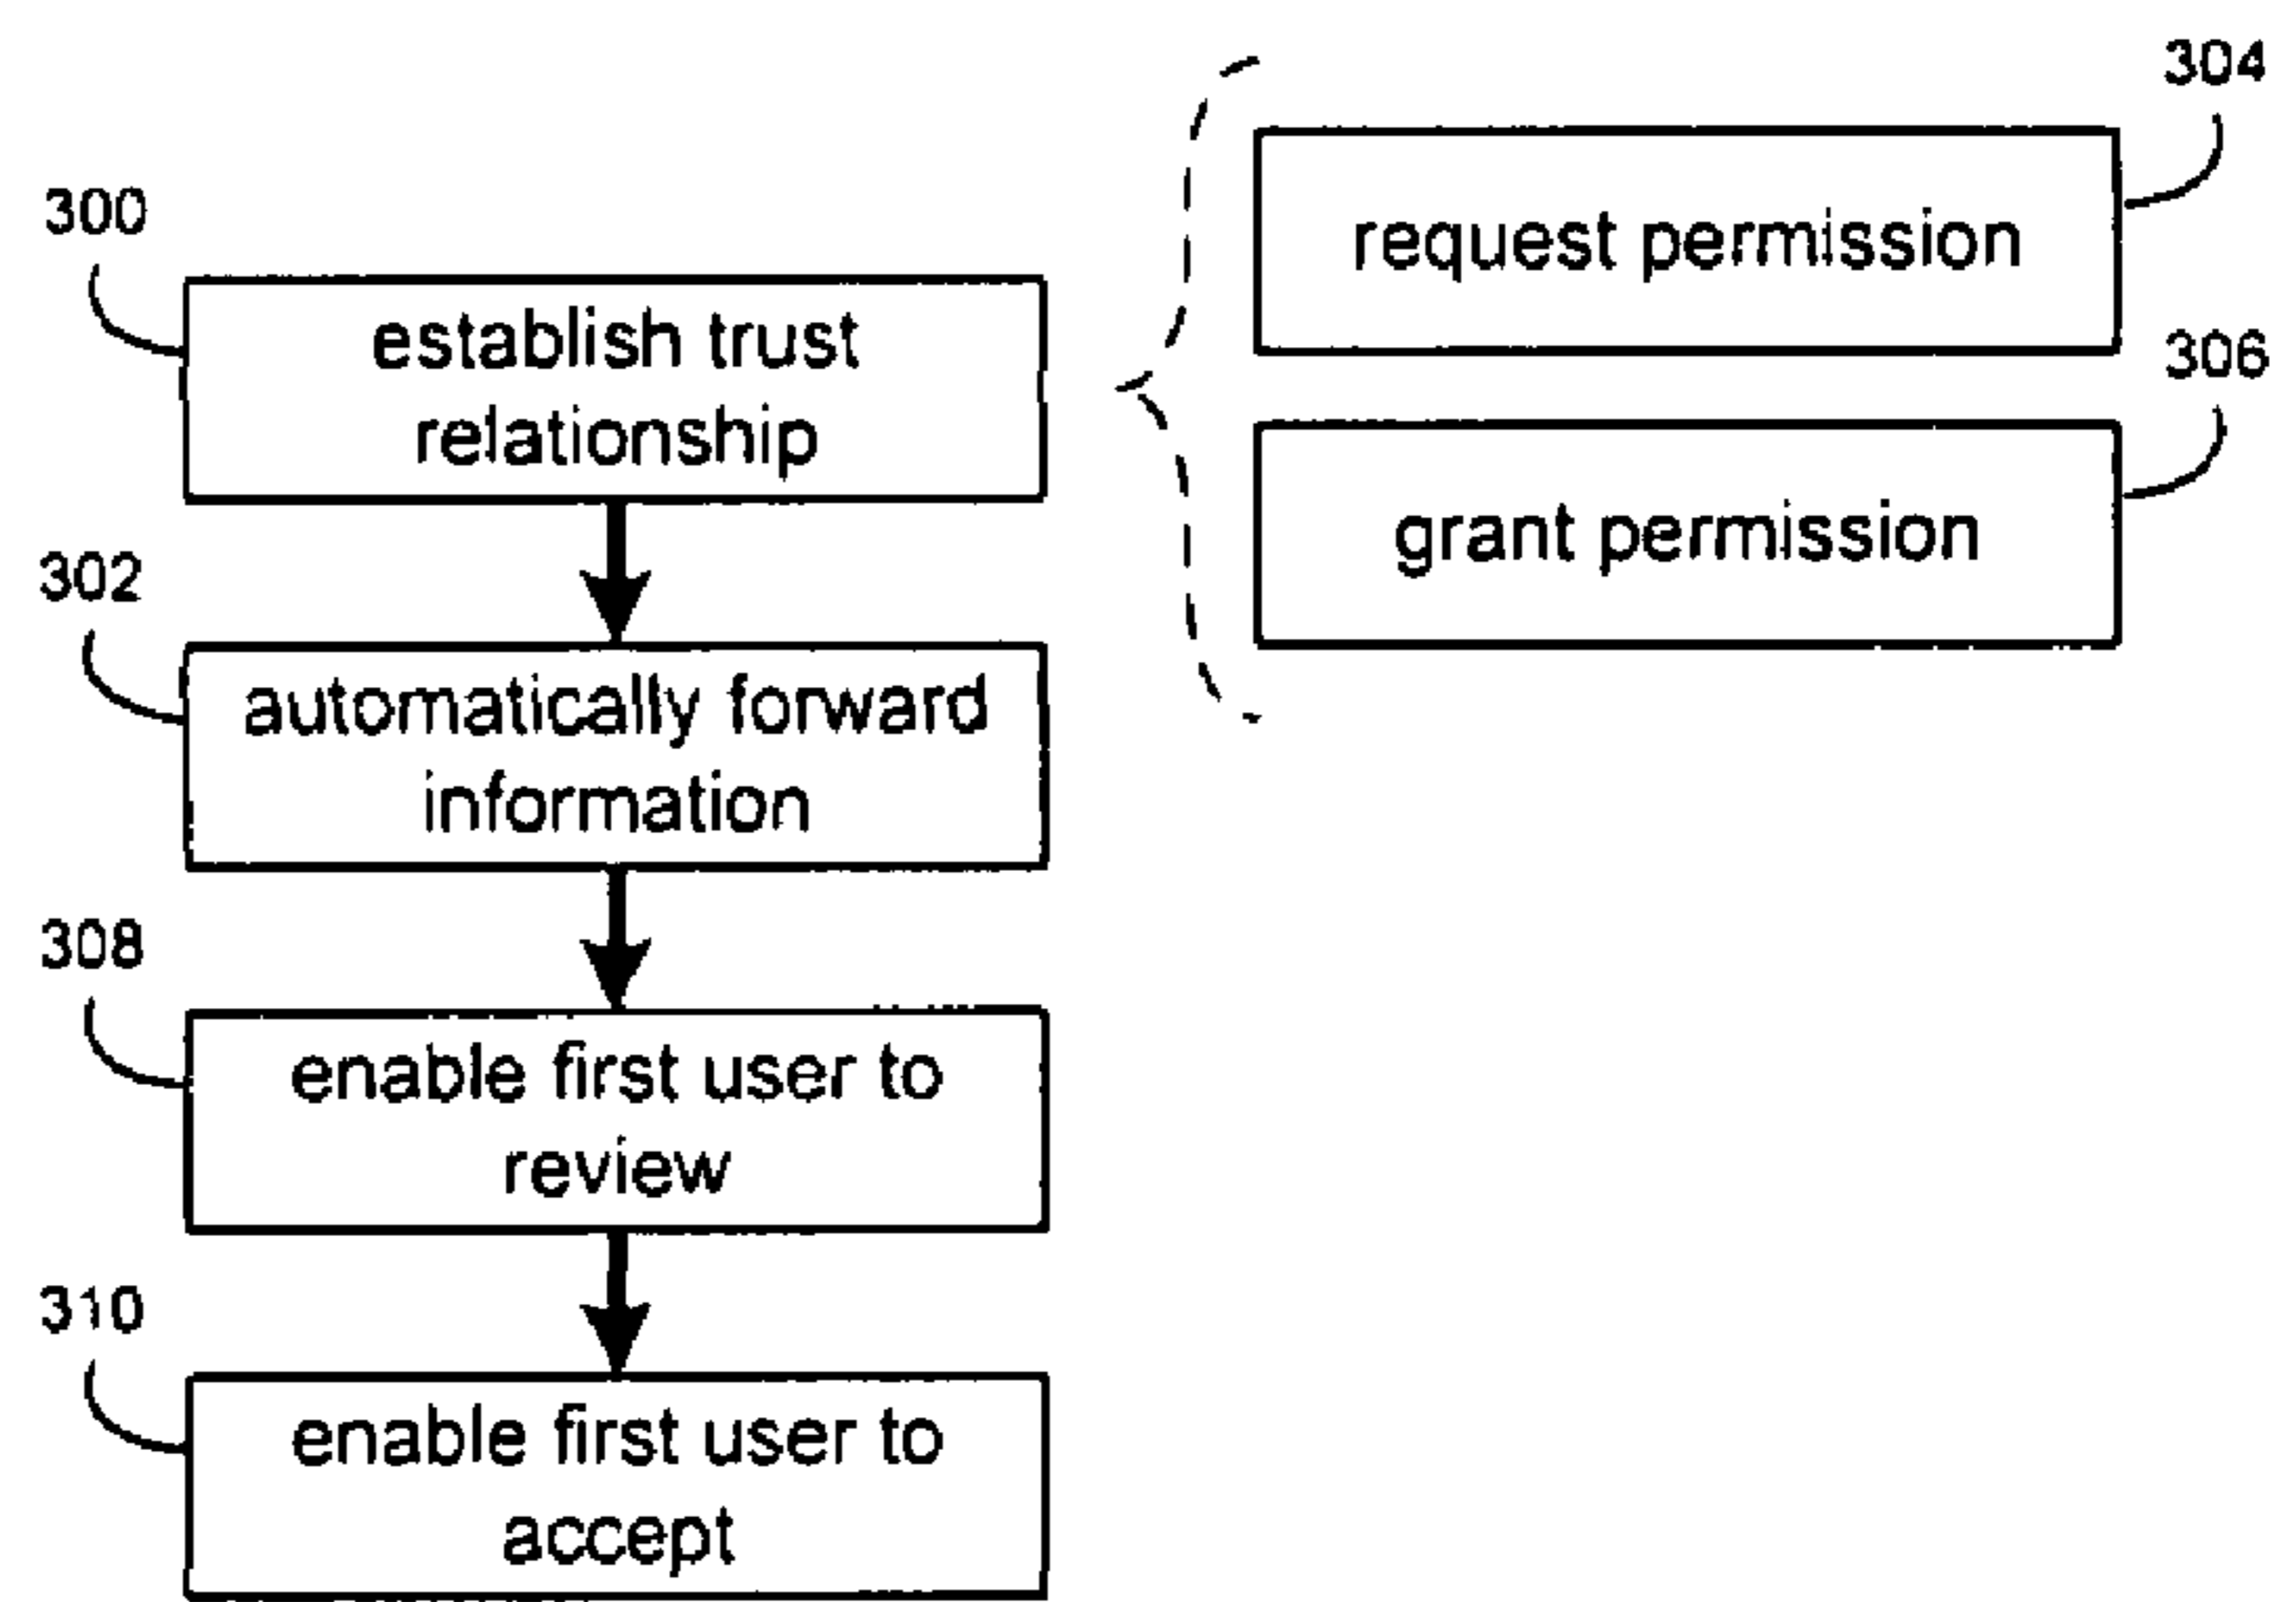 300
establish trust
relationship
302
automatically forward
information
308
enable first user to
review
310
enable first user to
accept
304
request permission
306
grant permission